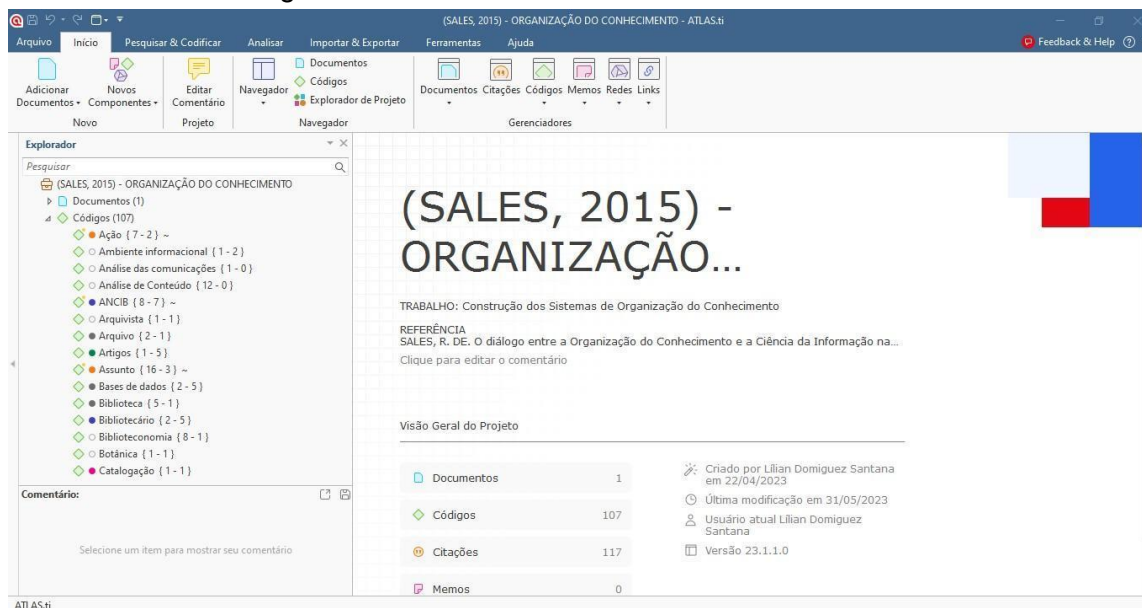 (SALES, 2015) - ORGANIZAÇÃO DO CONHECIMENTO - ATLAS.ti
Arquivo Início Pesquisar & Codificar Analisar Importar & Exportar Ferramentas Ajuda Feedback & Help
Adicionar Documentos
Novos Componentes
Editar Comentário
Navegador
Documentos
Códigos
Explorador de Projeto
Documentos Citações Códigos Memos Redes Links
Novo Projeto Navegador Gerenciadores
Explorador
Pesquisar
(SALES, 2015) - ORGANIZAÇÃO DO CONHECIMENTO
Documentos (1)
Códigos (107)
Ação { 7 - 2 } ~
Ambiente informacional { 1 - 2 }
Análise das comunicações { 1 - 0 }
Análise de Conteúdo { 12 - 0 }
ANCIB { 8 - 7 } ~
Arquivista { 1 - 1 }
Arquivo { 2 - 1 }
Artigos { 1 - 5 }
Assunto { 16 - 3 } ~
Bases de dados { 2 - 5 }
Biblioteca { 5 - 1 }
Bibliotecário { 2 - 5 }
Biblioteconomia { 8 - 1 }
Botânica { 1 - 1 }
Catalogação { 1 - 1 }
Comentário:
Selecione um item para mostrar seu comentário
(SALES, 2015) -
ORGANIZAÇÃO...
TRABALHO: Construção dos Sistemas de Organização do Conhecimento
REFERÊNCIA
SALES, R. DE. O diálogo entre a Organização do Conhecimento e a Ciência da Informação na...
Clique para editar o comentário
Visão Geral do Projeto
Documentos 1
Códigos 107
Citações 117
Memos 0
Criado por Lílian Domiguez Santana
em 22/04/2023
Última modificação em 31/05/2023
Usuário atual Lílian Domiguez
Santana
Versão 23.1.1.0
ATLAS.ti